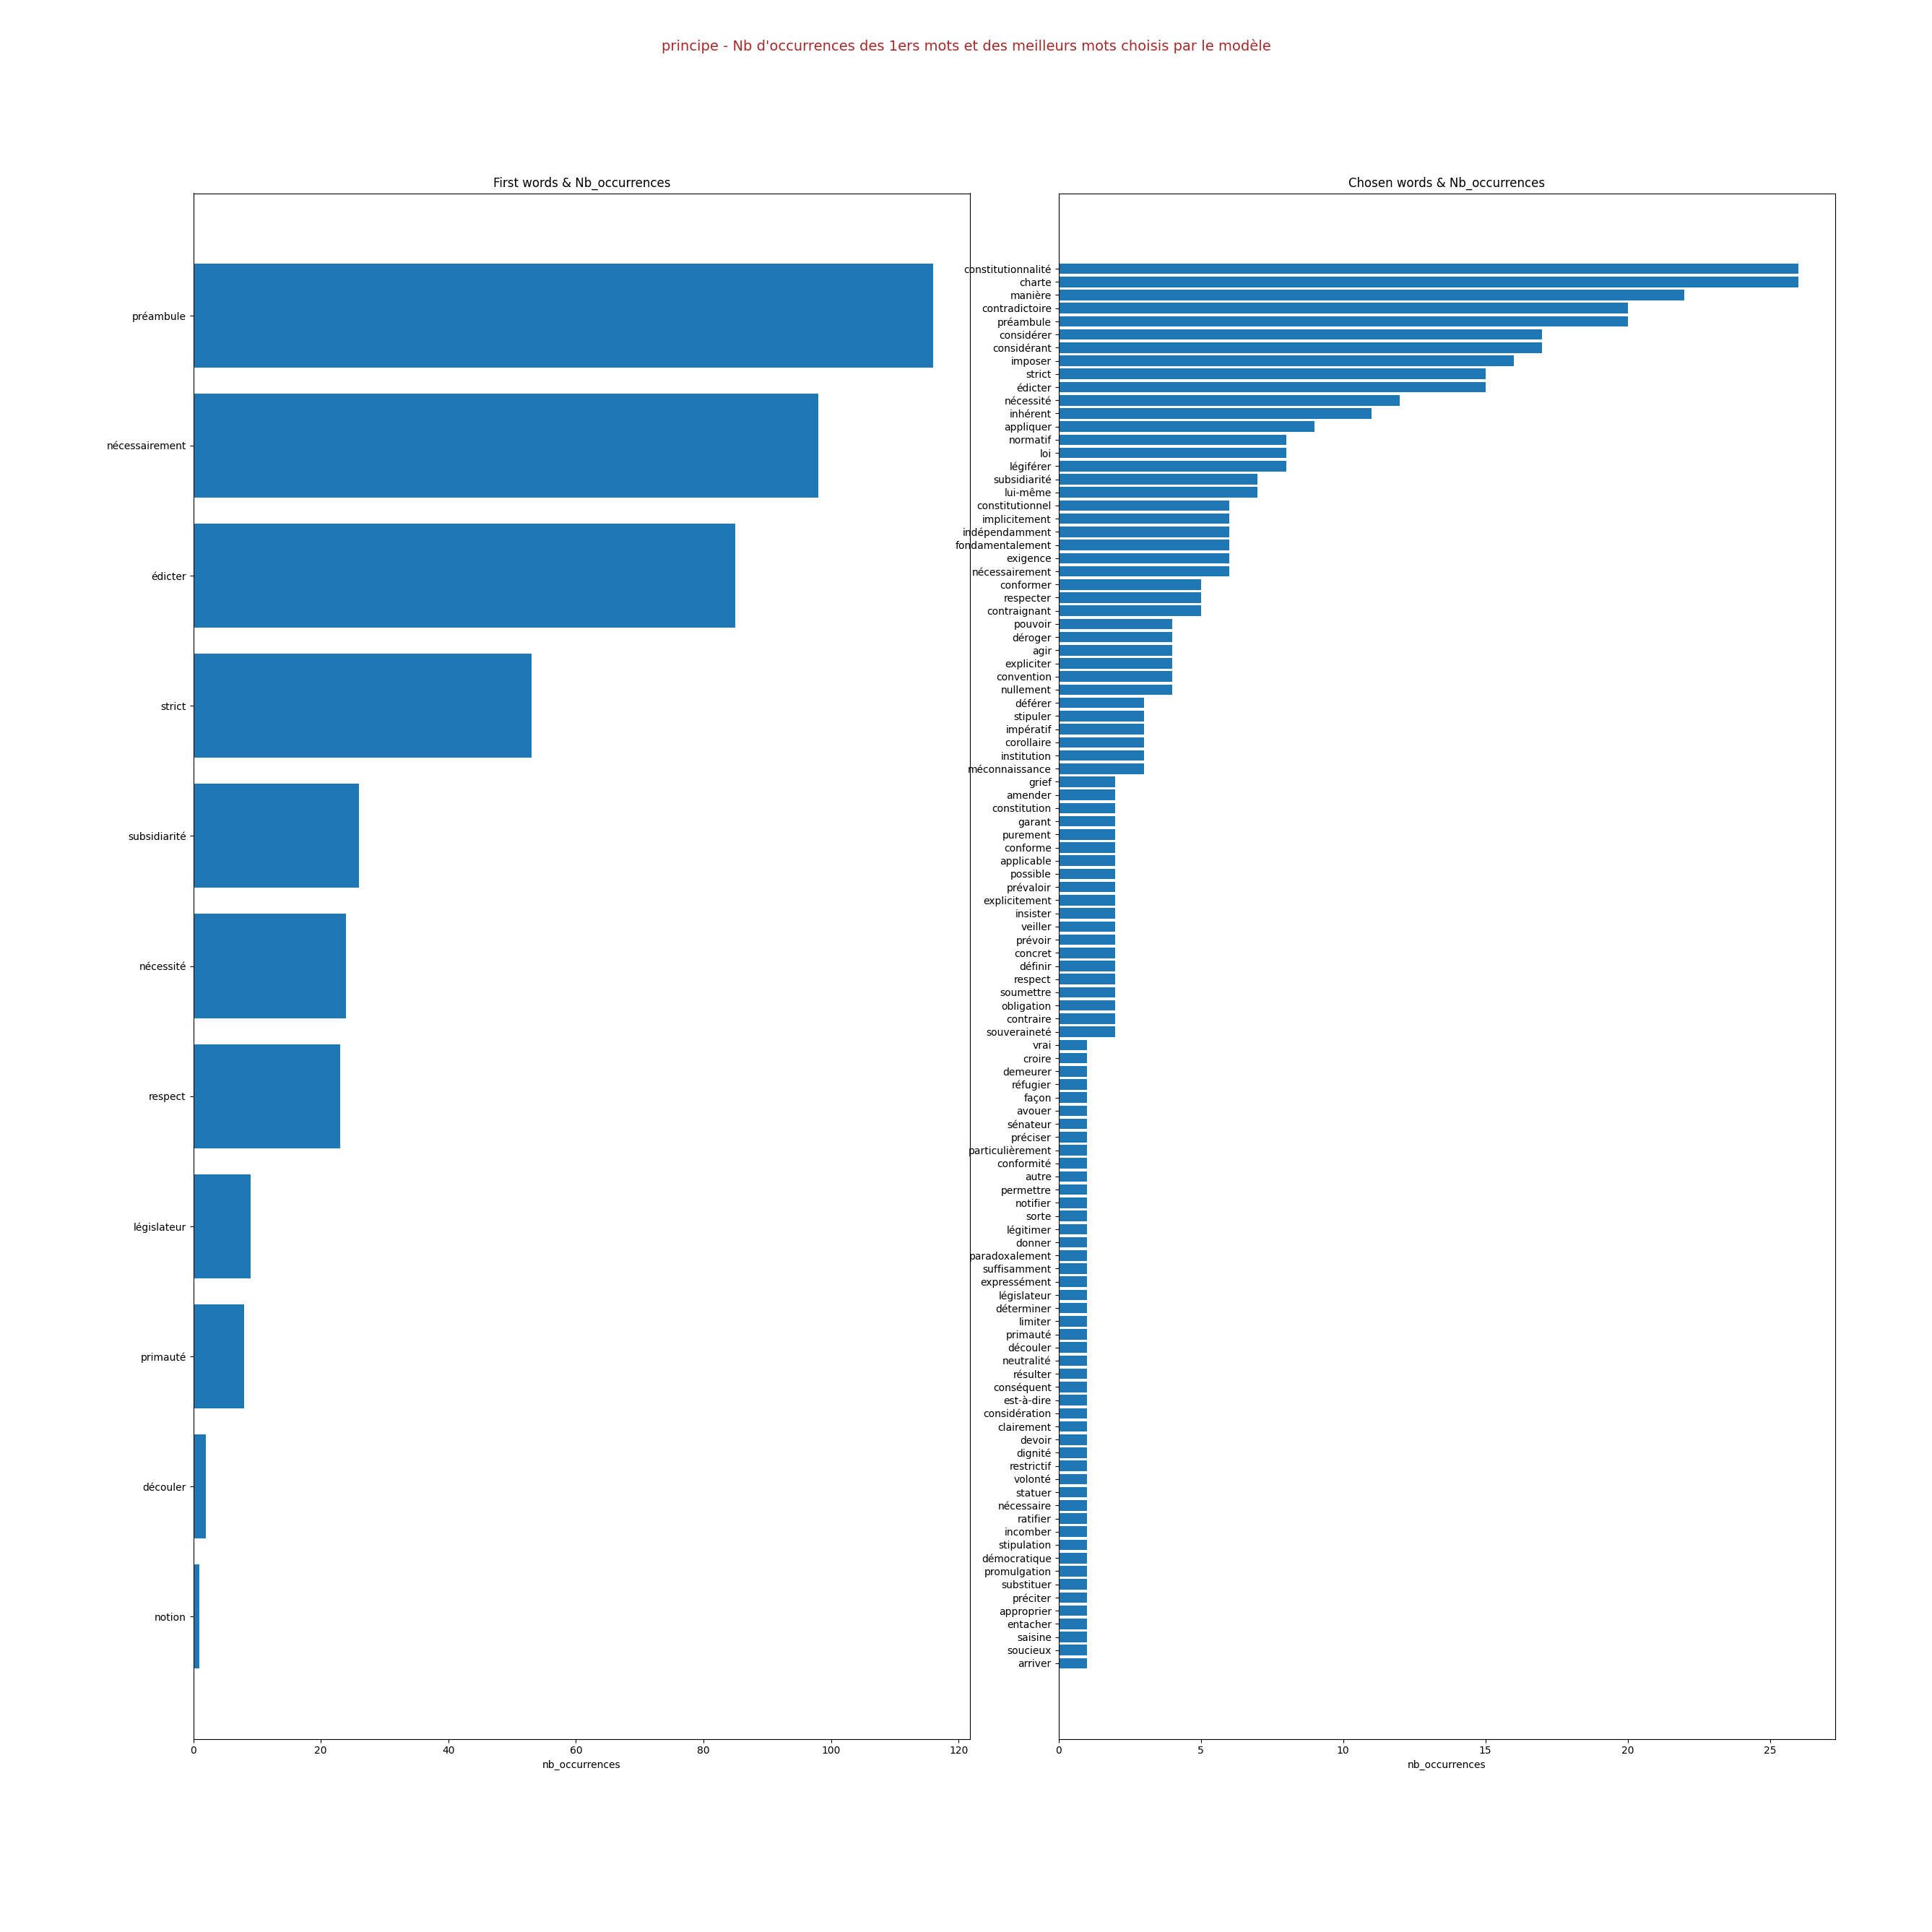 principe - Nb d'occurrences des 1ers mots et des meilleurs mots choisis par le modèle
First words & Nb_occurrences
préambule
nécessairement
édicter
strict
subsidiarité
nécessité
respect
législateur
primauté
découler
notion
0 20 40 60 80 100 120
nb_occurrences
Chosen words & Nb_occurrences
constitutionnalité
charte
manière
contradictoire
préambule
considérer
considérant
imposer
strict
édicter
nécessité
inhérent
appliquer
normatif
loi
légiférer
subsidiarité
lui-même
constitutionnel
implicitement
indépendamment
fondamentalement
exigence
nécessairement
conformer
respecter
contraignant
pouvoir
déroger
agir
expliciter
convention
nullement
déférer
stipuler
impératif
corollaire
institution
méconnaissance
grief
amender
constitution
garant
purement
conforme
applicable
possible
prévaloir
explicitement
insister
veiller
prévoir
concret
définir
respect
soumettre
obligation
contraire
souveraineté
vrai
croire
demeurer
réfugier
façon
avouer
sénateur
préciser
particulièrement
conformité
autre
permettre
notifier
sorte
légitimer
donner
paradoxalement
suffisamment
expressément
législateur
déterminer
limiter
primauté
découler
neutralité
résulter
conséquent
est-à-dire
considération
clairement
devoir
dignité
restrictif
volonté
statuer
nécessaire
ratifier
incomber
stipulation
démocratique
promulgation
substituer
préciter
approprier
entacher
saisine
soucieux
arriver
0 5 10 15 20 25
nb_occurrences